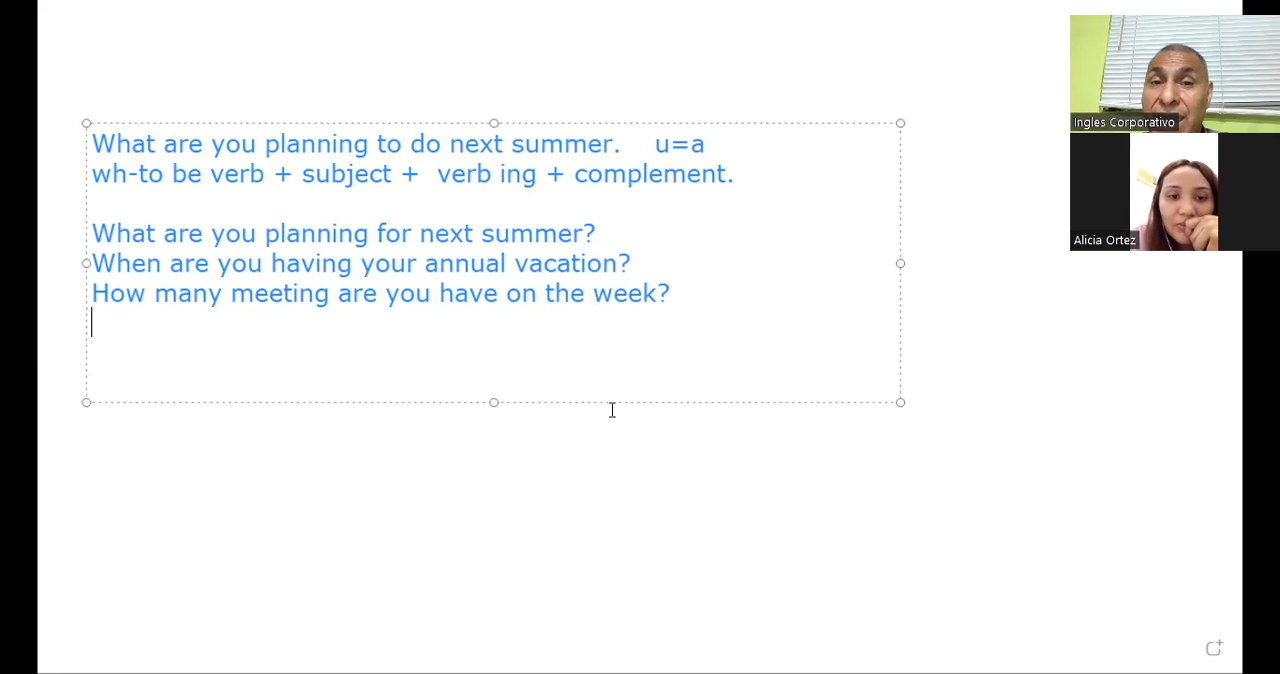 What are you planning to do next summer. u=a
wh-to be verb + subject + verb ing + complement.
What are you planning for next summer?
When are you having your annual vacation?
How many meeting are you have on the week?
Ingles Corporativo
Alicia Ortez